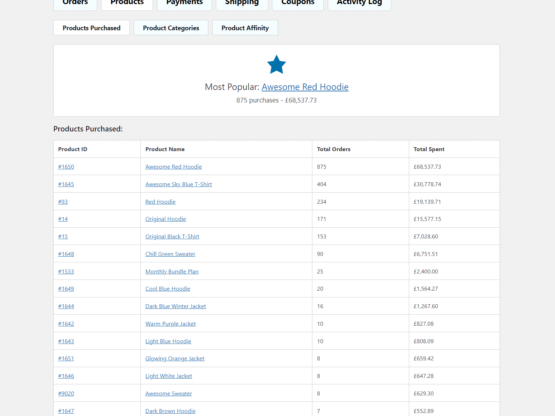 Orders Products Payments Shipping Coupons Activity Log
Products Purchased Product Categories Product Affinity
Most Popular: Awesome Red Hoodie
875 purchases - £68,537.73
Products Purchased:
Product ID Product Name Total Orders Total Spent
#1650 Awesome Red Hoodie 875 £68,537.73
#1645 Awesome Sky Blue T-Shirt 404 £30,778.74
#93 Red Hoodie 234 £19,139.71
#14 Original Hoodie 171 £15,577.15
#15 Original Black T-Shirt 153 £7,028.60
#1648 Chill Green Sweater 90 £6,751.51
#1533 Monthly Bundle Plan 25 £2,400.00
#1649 Cool Blue Hoodie 20 £1,564.27
#1644 Dark Blue Winter Jacket 16 £1,267.60
#1642 Warm Purple Jacket 10 £827.08
#1643 Light Blue Hoodie 10 £808.09
#1651 Glowing Orange Jacket 8 £659.42
#1646 Light White Jacket 8 £647.28
#9020 Awesome Sweater 8 £629.30
#1647 Dark Brown Hoodie 7 £552.89